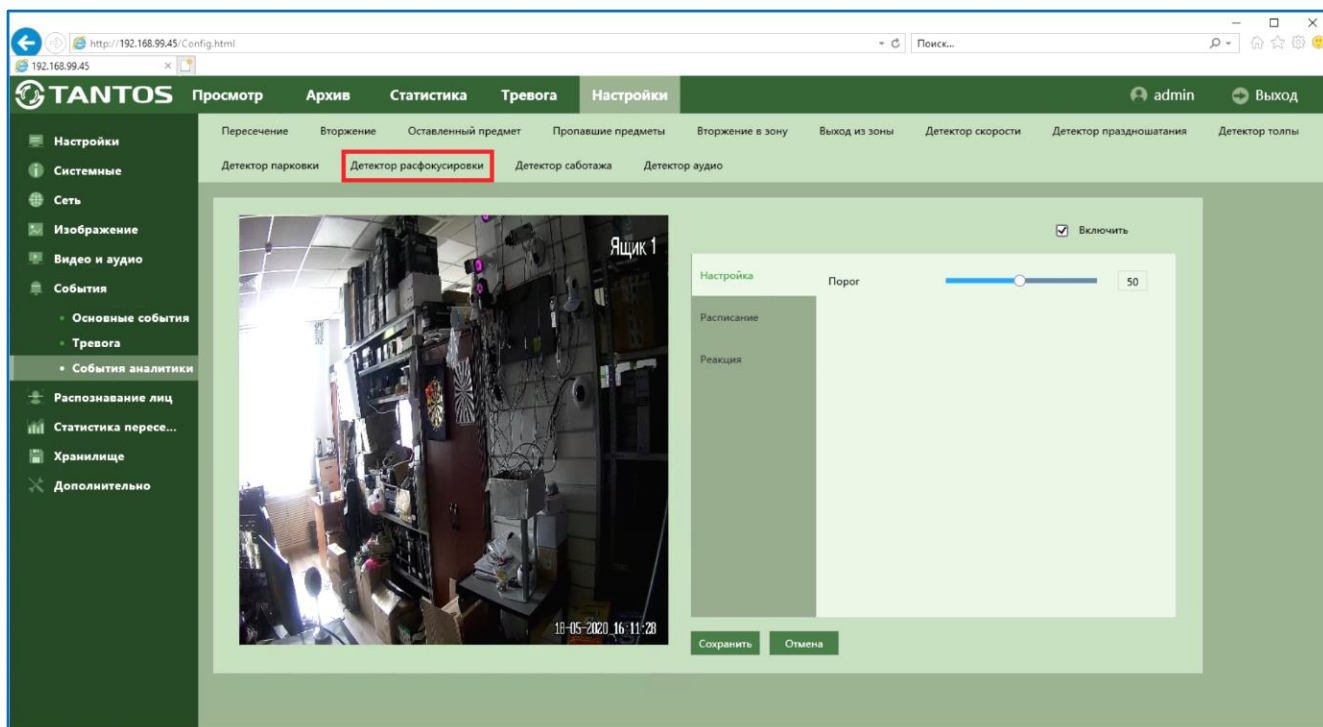 http://192.168.99.45/Config.html
Поиск...
192.168.99.45
TANTOS Просмотр Архив Статистика Тревога Настройки admin Выход
Пересечение Вторжение Оставленный предмет Пропавшие предметы Вторжение в зону Выход из зоны Детектор скорости Детектор праздношатания Детектор толпы
Детектор парковки Детектор расфокусировки Детектор саботажа Детектор аудио
Настройки
Системные
Сеть
Изображение
Видео и аудио
События
Основные события
Тревога
События аналитики
Распознавание лиц
Статистика пересе...
Хранилище
Дополнительно
Ящик 1
18-05-2020 16:11:28
Включить
Настройка
Порог 50
Расписание
Реакция
Сохранить Отмена